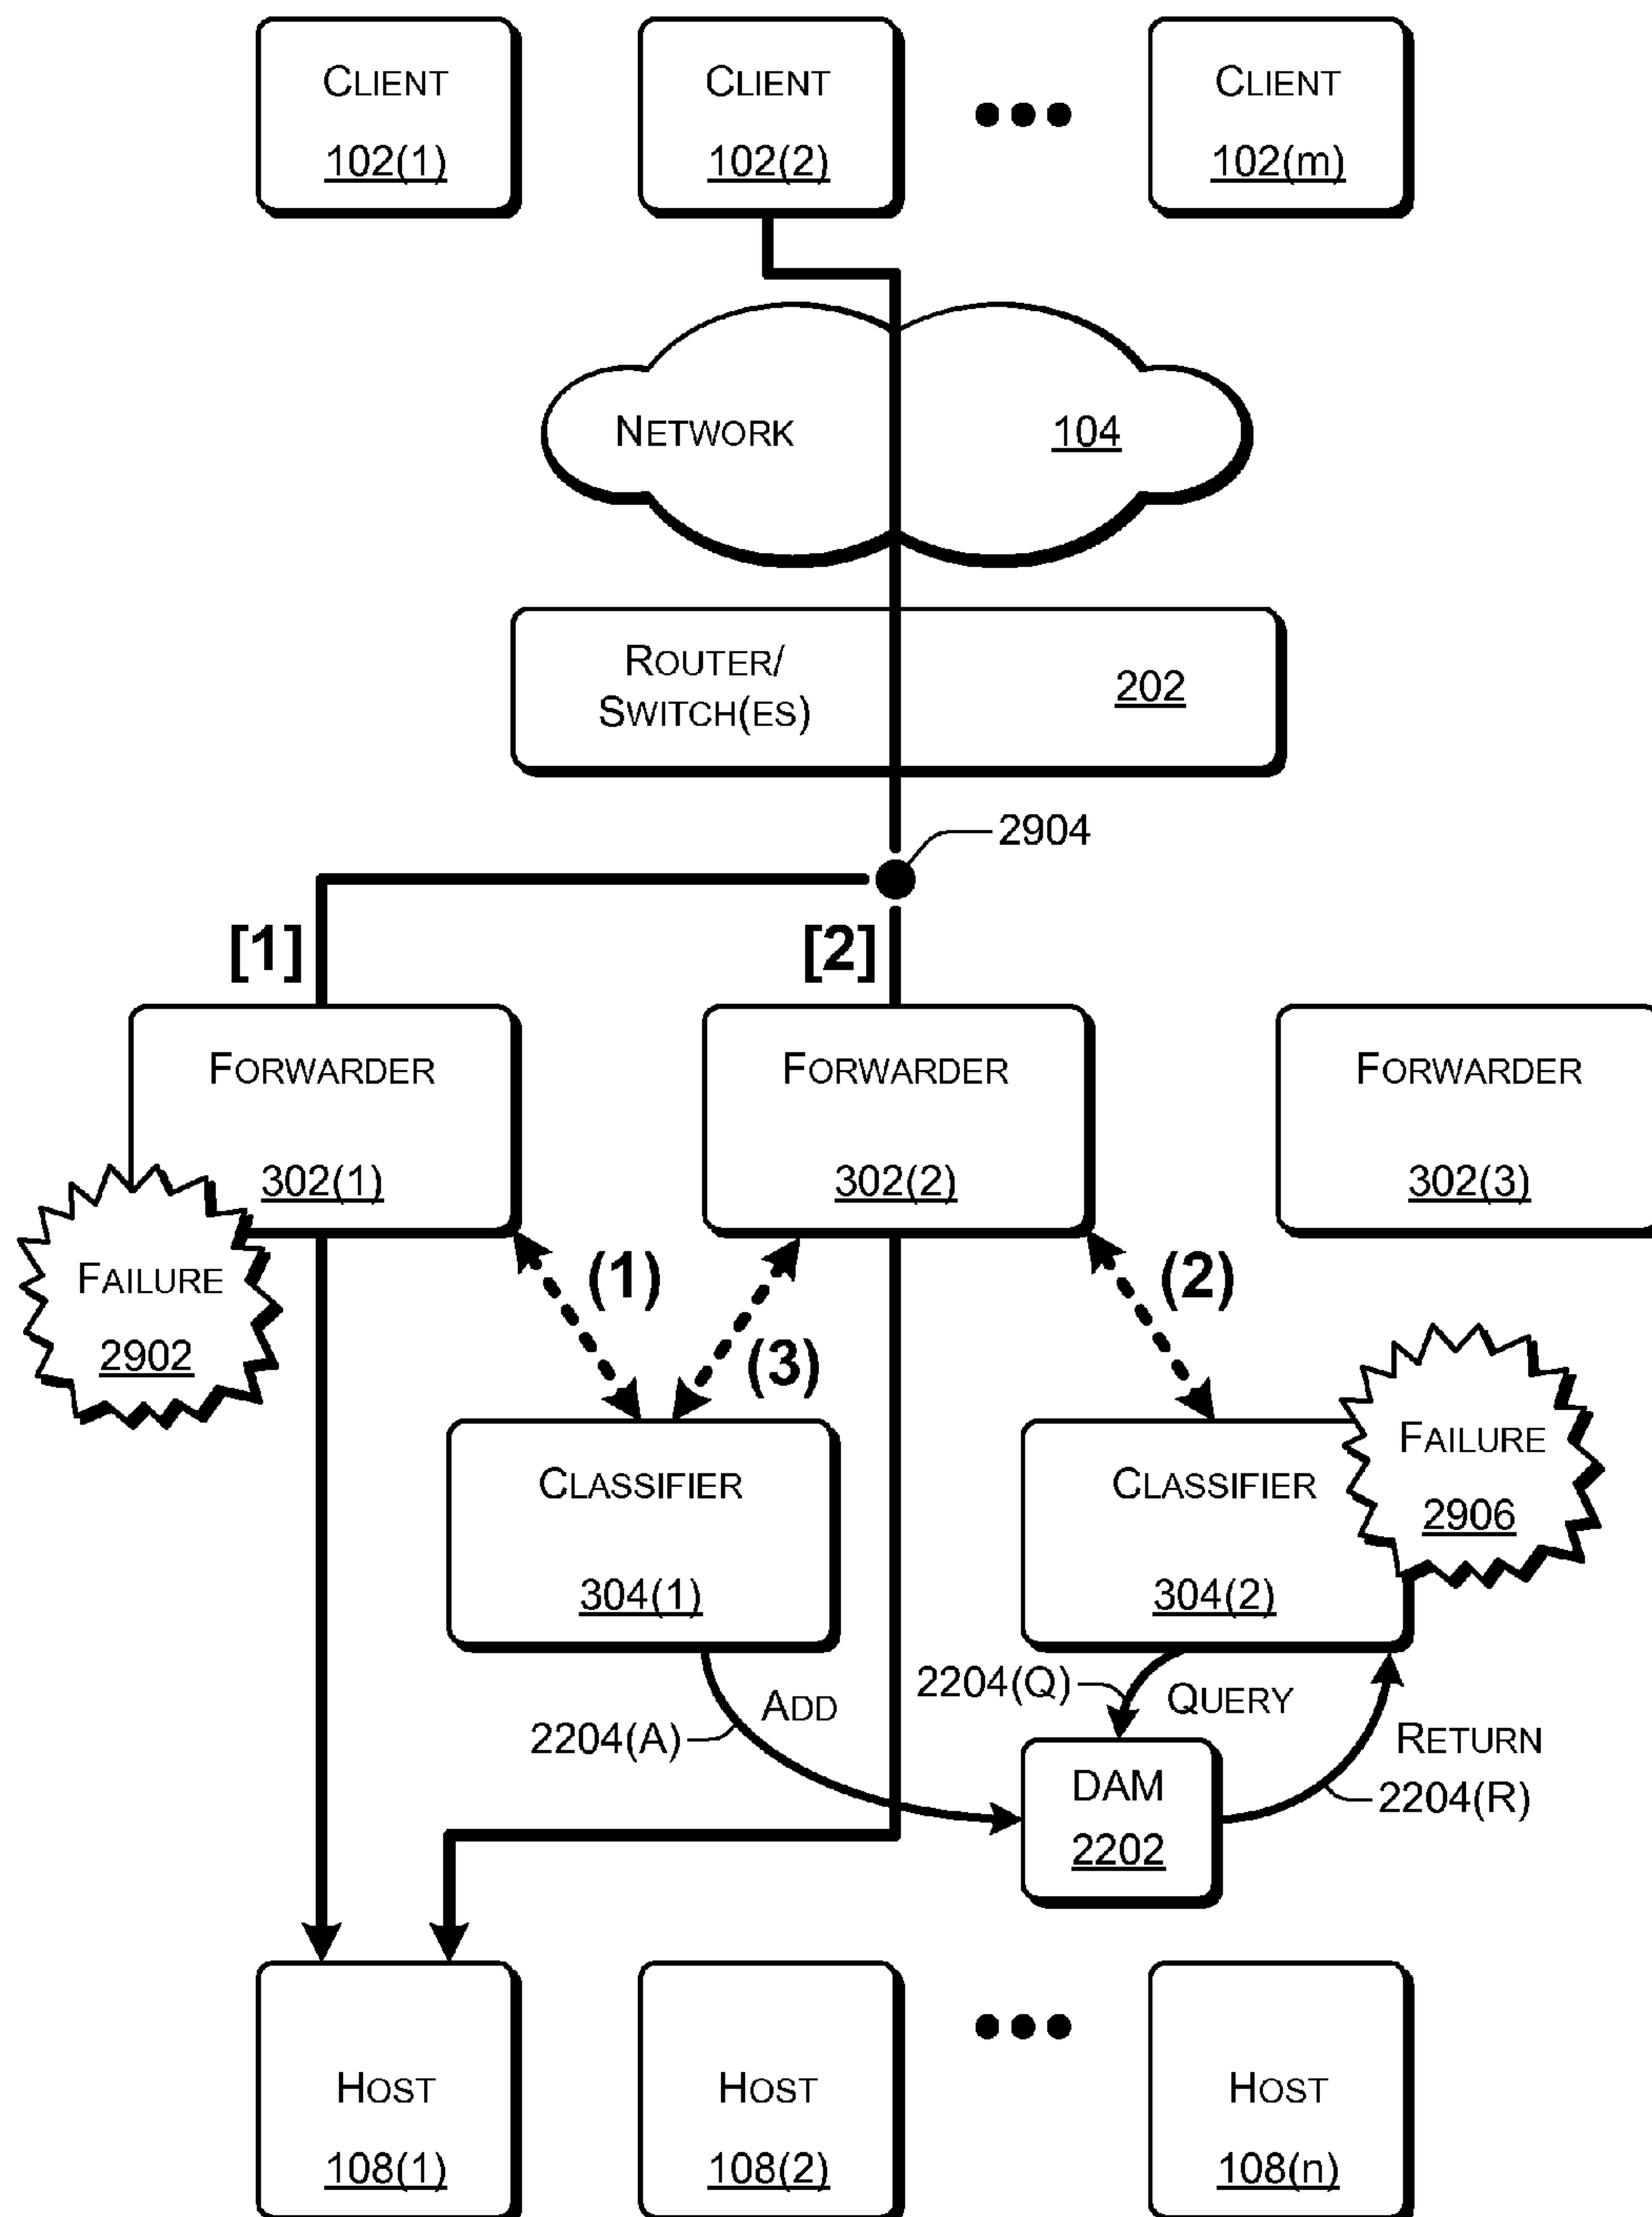 CLIENT
102(1)
CLIENT
102(2)
CLIENT
102(m)
NETWORK
104
ROUTER/
SWITCH(ES)
202
2904
[1]
[2]
FORWARDER
302(1)
FORWARDER
302(2)
FORWARDER
302(3)
FAILURE
2902
(1)
(3)
(2)
FAILURE
2906
CLASSIFIER
304(1)
CLASSIFIER
304(2)
2204(A)
ADD
2204(Q)
QUERY
RETURN
2204(R)
DAM
2202
HOST
108(1)
HOST
108(2)
HOST
108(n)